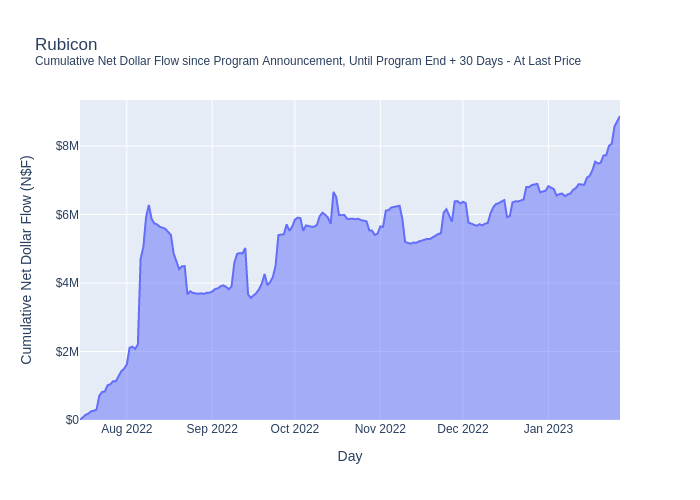 Rubicon
Cumulative Net Dollar Flow since Program Announcement, Until Program End + 30 Days - At Last Price
Cumulative Net Dollar Flow (N$F)
$8M
$6M
$4M
$2M
$0
Aug 2022 Sep 2022 Oct 2022 Nov 2022 Dec 2022 Jan 2023
Day